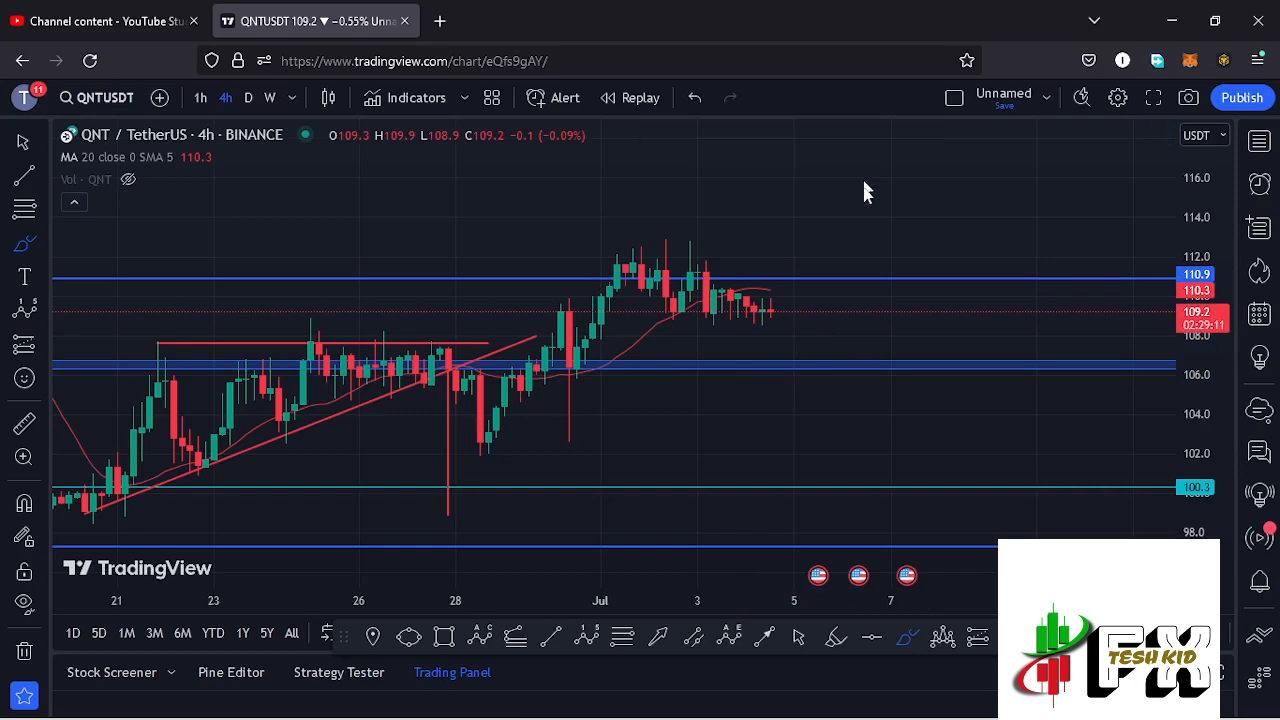 Channel content - YouTube Stu
QNTUSDT 109.2 ▼ −0.55% Unna
https://www.tradingview.com/chart/eQfs9gAY/
T 11 QNTUSDT 1h 4h D W Indicators Alert Replay Unnamed Save Publish
QNT / TetherUS · 4h · BINANCE O109.3 H109.9 L108.9 C109.2 −0.1 (−0.09%) USDT
MA 20 close 0 SMA 5 110.3
Vol · QNT
116.0
114.0
112.0
110.9
110.3
109.2
02:29:11
108.0
106.0
104.0
102.0
100.3
98.0
TradingView
21 23 26 28 Jul 3 5 7
1D 5D 1M 3M 6M YTD 1Y 5Y All
Stock Screener Pine Editor Strategy Tester Trading Panel
FX
TESH KID